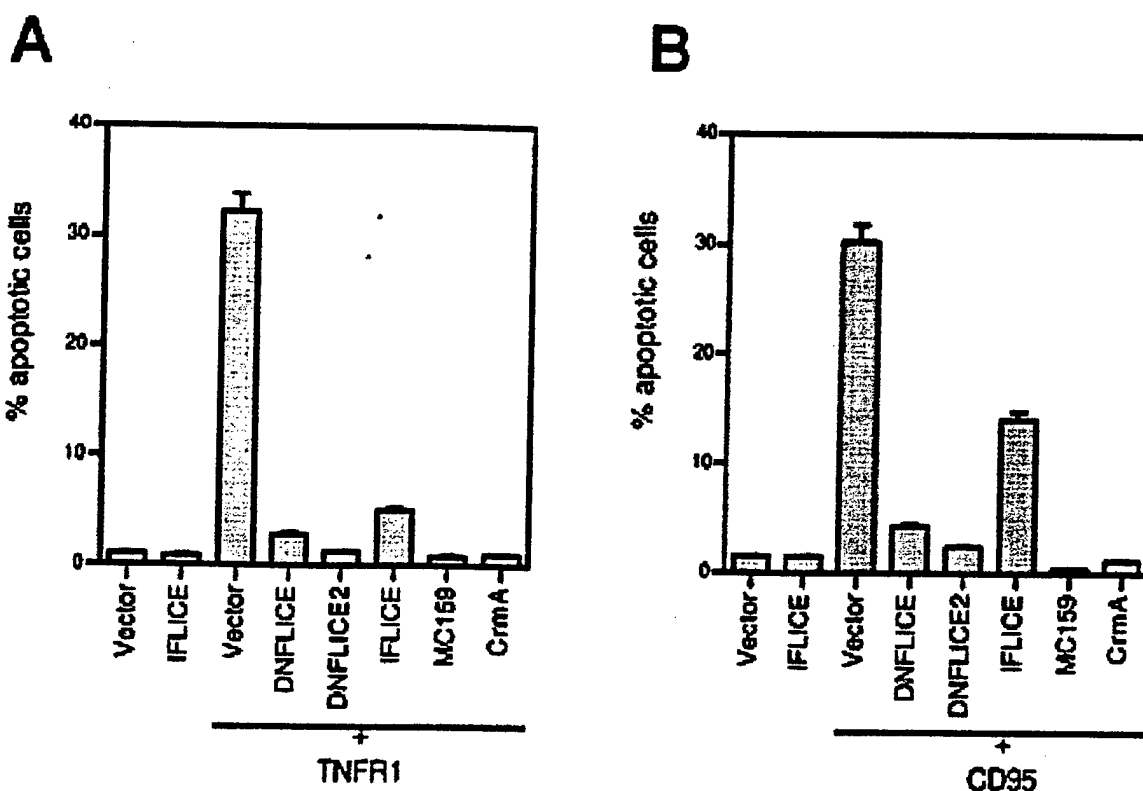 A
% apoptotic cells
40
30
20
10
0
Vector
IFLICE
Vector
DNFLICE
DNFLICE2
IFLICE
MC159
CrmA
+
TNFR1
B
% apoptotic cells
40
30
20
10
0
Vector
IFLICE
Vector
DNFLICE
DNFLICE2
IFLICE
MC159
CrmA
+
CD95